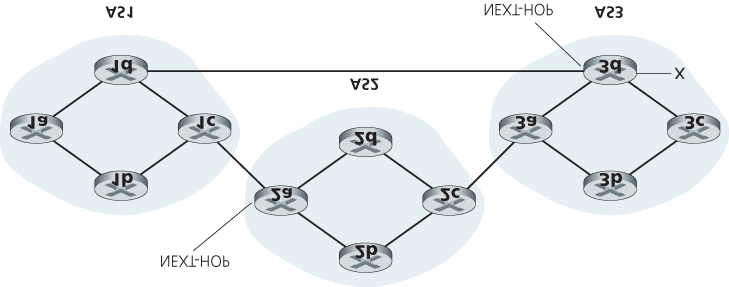 AS1
NEXT-HOP
AS3
1d
AS2
3d
X
1a
1c
2d
3a
3c
1b
2a
2c
3b
2b
NEXT-HOP